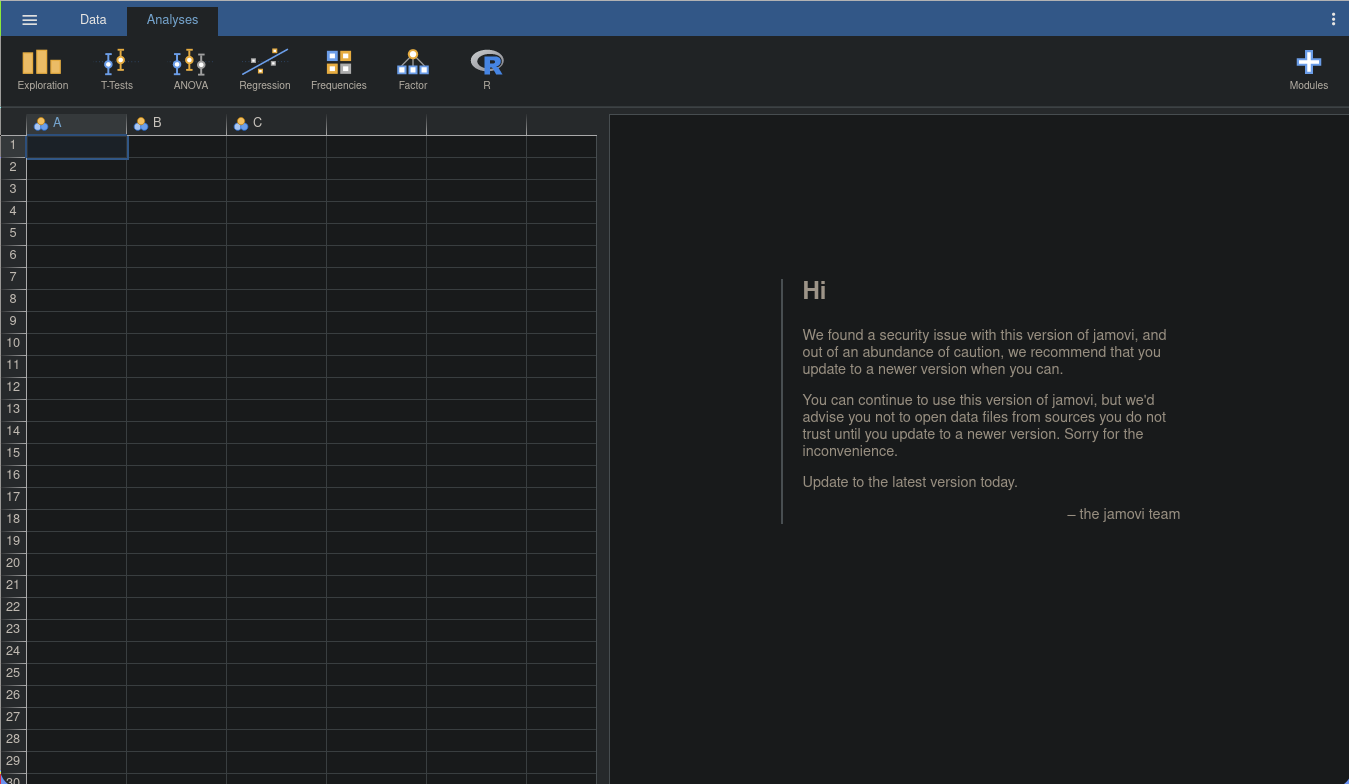 Data Analyses
Exploration T-Tests ANOVA Regression Frequencies Factor R Modules
A B C
1
2
3
4
5
6
7
8
9
10
11
12
13
14
15
16
17
18
19
20
21
22
23
24
25
26
27
28
29
30
Hi
We found a security issue with this version of jamovi, and
out of an abundance of caution, we recommend that you
update to a newer version when you can.
You can continue to use this version of jamovi, but we'd
advise you not to open data files from sources you do not
trust until you update to a newer version. Sorry for the
inconvenience.
Update to the latest version today.
– the jamovi team